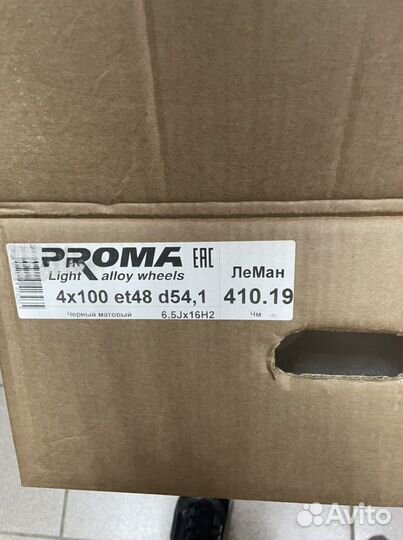 PROMA EAC
Light alloy wheels
ЛеМан
4x100 et48 d54,1
410.19
Черный матовый 6,5Jx16H2
Чм
Avito